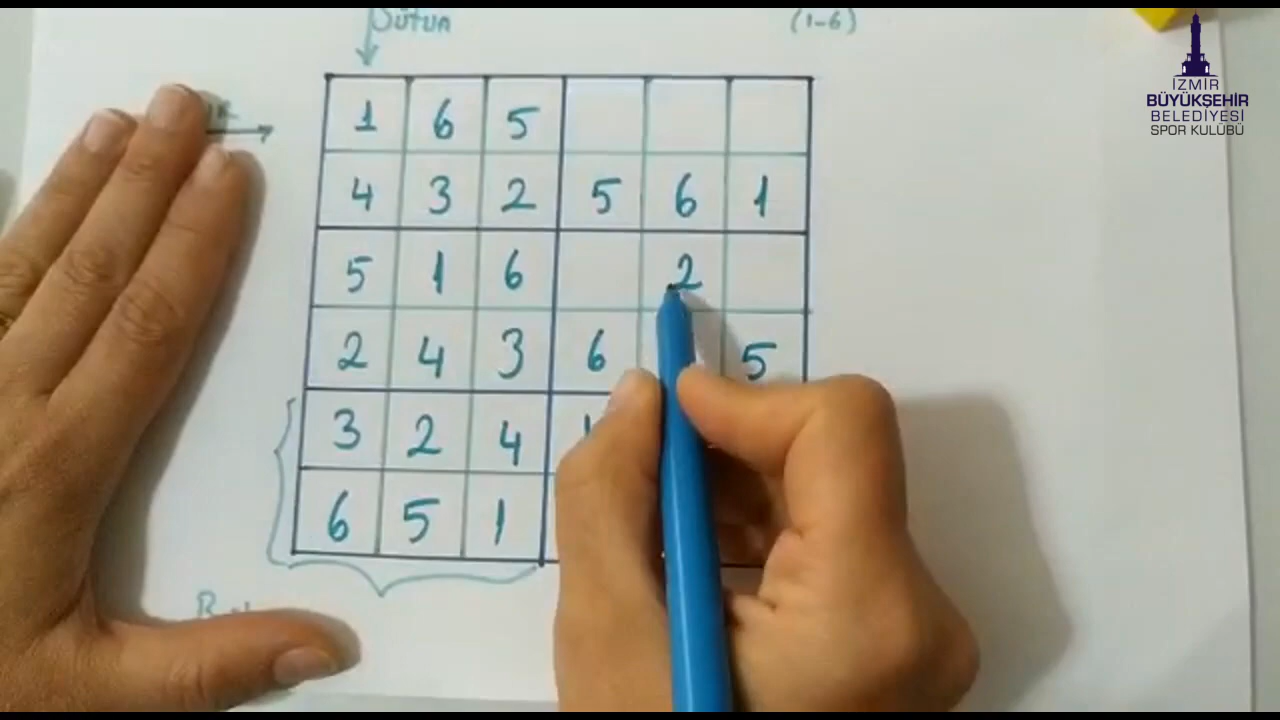 Sütun
(1-6)
1 6 5
4 3 2 5 6 1
5 1 6 2
2 4 3 6 5
3 2 4
6 5 1
İZMİR
BÜYÜKŞEHİR
BELEDİYESİ
SPOR KULÜBÜ